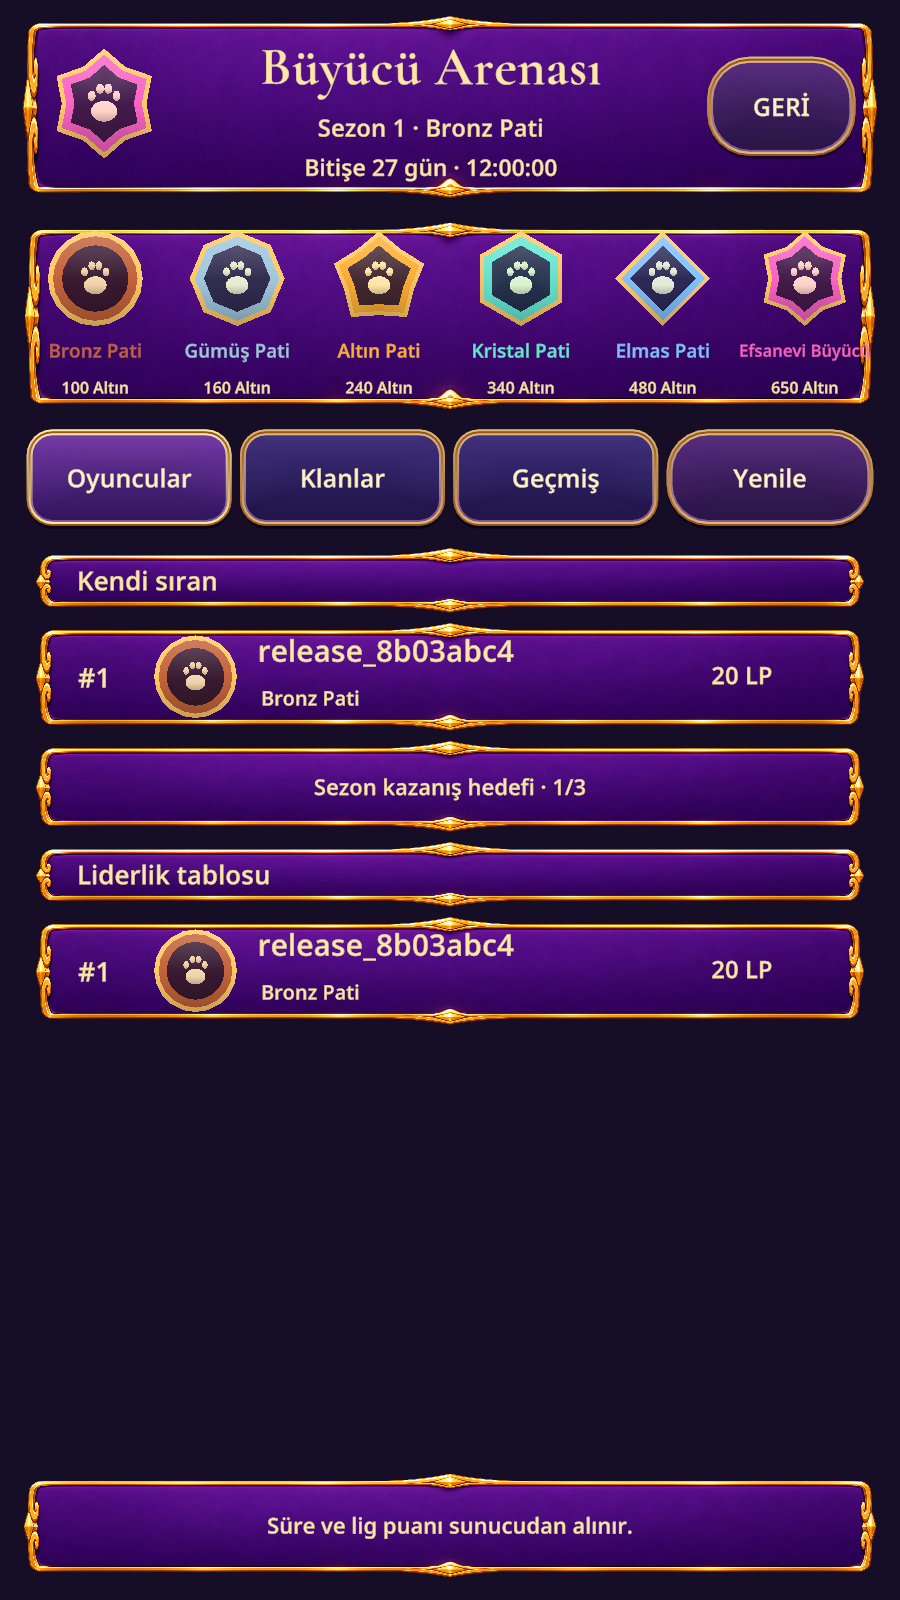 Büyücü Arenası
Sezon 1 · Bronz Pati
Bitişe 27 gün · 12:00:00
GERİ
Bronz Pati
Gümüş Pati
Altın Pati
Kristal Pati
Elmas Pati
Efsanevi Büyücü
100 Altın
160 Altın
240 Altın
340 Altın
480 Altın
650 Altın
Oyuncular
Klanlar
Geçmiş
Yenile
Kendi sıran
#1
release_8b03abc4
Bronz Pati
20 LP
Sezon kazanış hedefi · 1/3
Liderlik tablosu
#1
release_8b03abc4
Bronz Pati
20 LP
Süre ve lig puanı sunucudan alınır.